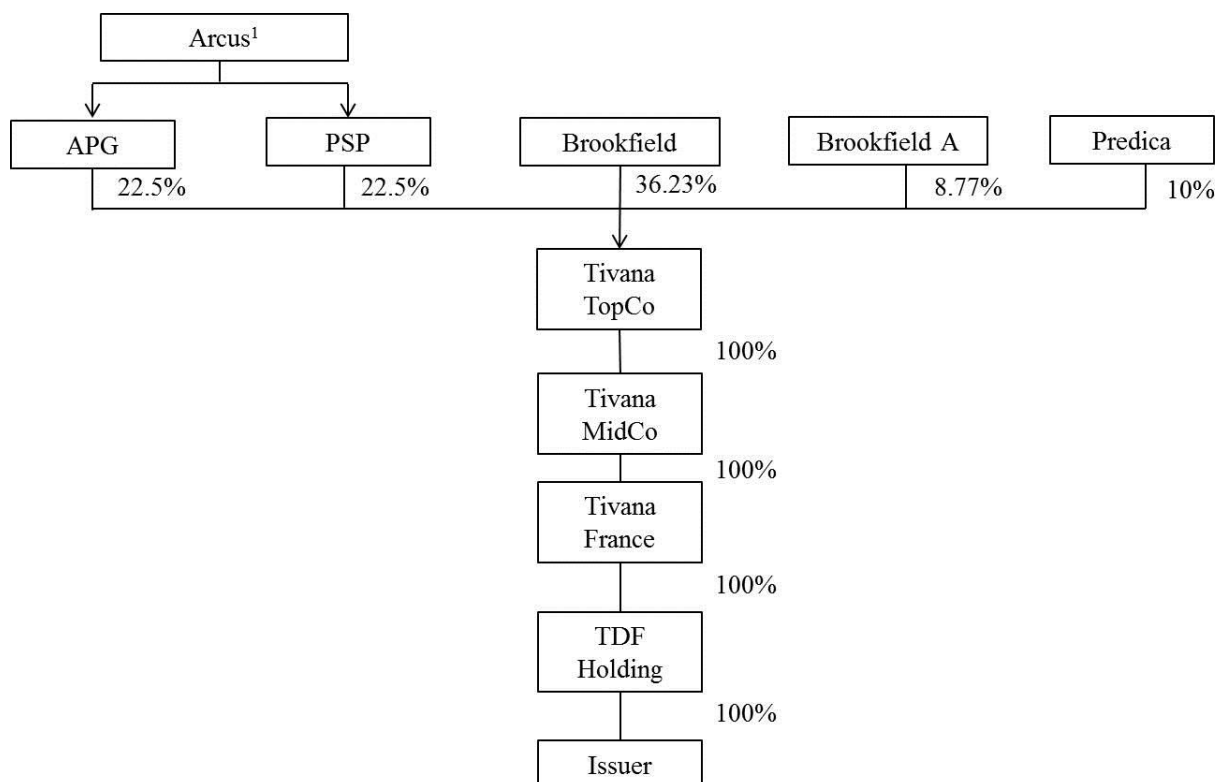 Arcus¹
APG
PSP
Brookfield
Brookfield A
Predica
22.5%
22.5%
36.23%
8.77%
10%
Tivana
TopCo
100%
Tivana
MidCo
100%
Tivana
France
100%
TDF
Holding
100%
Issuer